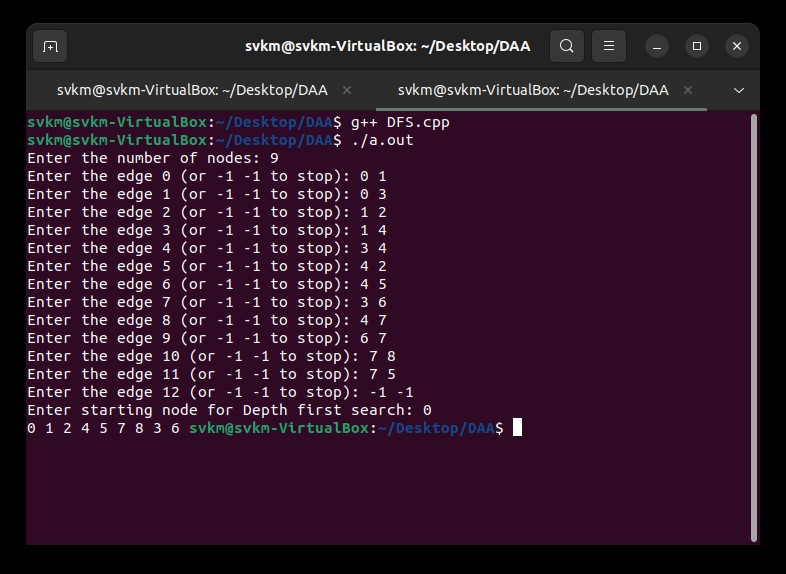 svkm@svkm-VirtualBox: ~/Desktop/DAA
svkm@svkm-VirtualBox: ~/Desktop/DAA
svkm@svkm-VirtualBox: ~/Desktop/DAA
svkm@svkm-VirtualBox:~/Desktop/DAA$ g++ DFS.cpp
svkm@svkm-VirtualBox:~/Desktop/DAA$ ./a.out
Enter the number of nodes: 9
Enter the edge 0 (or -1 -1 to stop): 0 1
Enter the edge 1 (or -1 -1 to stop): 0 3
Enter the edge 2 (or -1 -1 to stop): 1 2
Enter the edge 3 (or -1 -1 to stop): 1 4
Enter the edge 4 (or -1 -1 to stop): 3 4
Enter the edge 5 (or -1 -1 to stop): 4 2
Enter the edge 6 (or -1 -1 to stop): 4 5
Enter the edge 7 (or -1 -1 to stop): 3 6
Enter the edge 8 (or -1 -1 to stop): 4 7
Enter the edge 9 (or -1 -1 to stop): 6 7
Enter the edge 10 (or -1 -1 to stop): 7 8
Enter the edge 11 (or -1 -1 to stop): 7 5
Enter the edge 12 (or -1 -1 to stop): -1 -1
Enter starting node for Depth first search: 0
0 1 2 4 5 7 8 3 6 svkm@svkm-VirtualBox:~/Desktop/DAA$